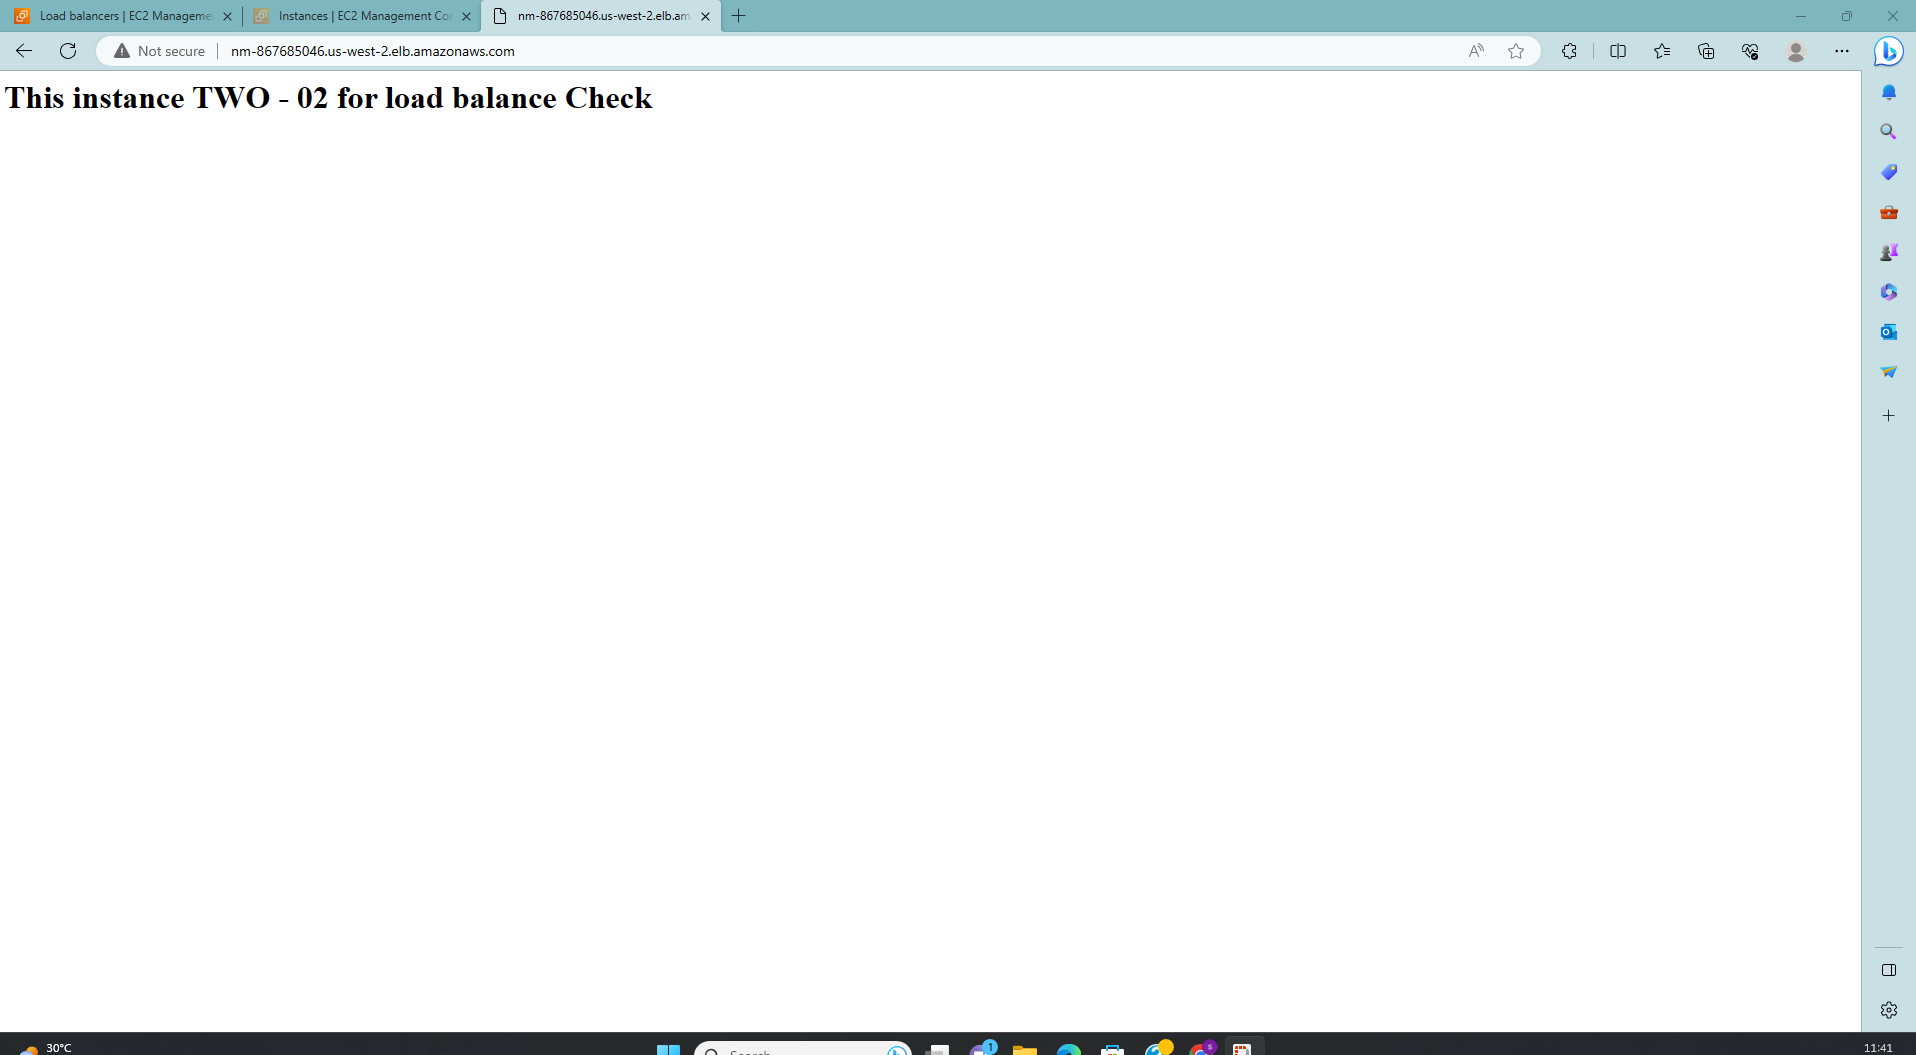 Load balancers | EC2 Manageme
Instances | EC2 Management Co
nm-867685046.us-west-2.elb.am
Not secure
nm-867685046.us-west-2.elb.amazonaws.com
This instance TWO - 02 for load balance Check
30°C
Search
1
11:41